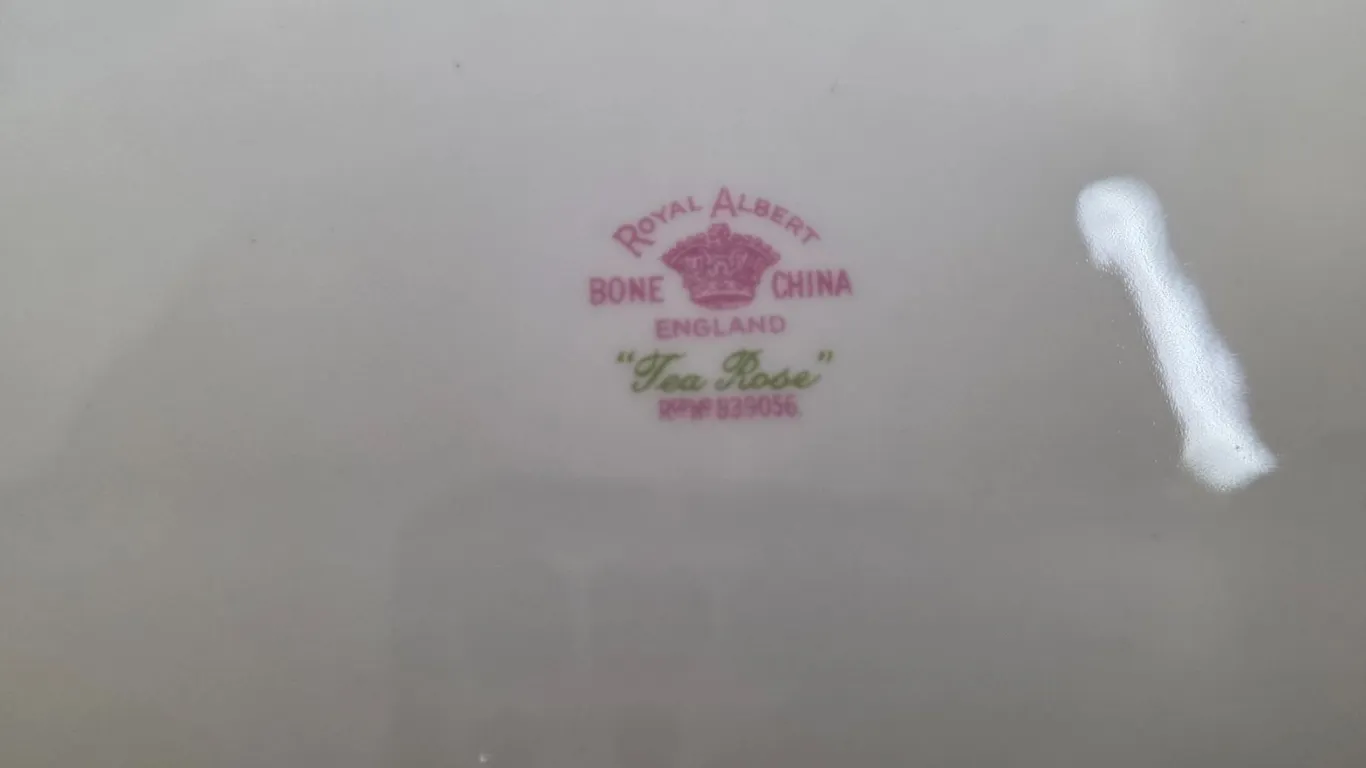 ROYAL ALBERT
BONE CHINA
ENGLAND
"Tea Rose"
RᴰNº 839056